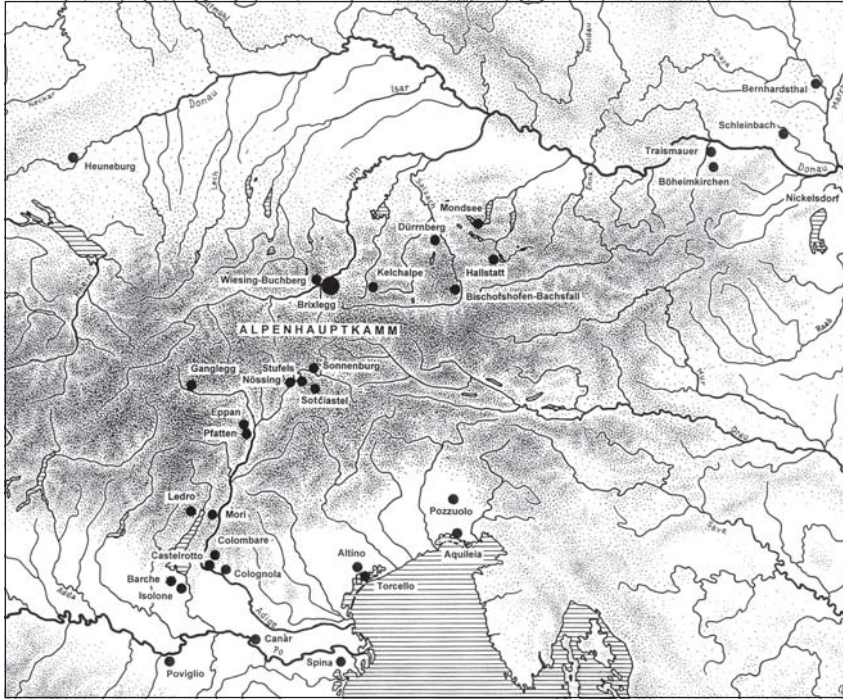 Altmühl
Moldau
Thaya
March
Bernhardsthal
Neckar
Donau
Isar
Schleinbach
Traismauer
Heuneburg
Lech
Inn
Salzach
Enns
Donau
Böheimkirchen
Mondsee
Nickelsdorf
Dürrnberg
Wiesing-Buchberg
Kelchalpe
Hallstatt
Brixlegg
Bischofshofen-Bachsfall
ALPENHAUPTKAMM
Raab
Ganglegg
Stufels
Sonnenburg
Nössing
Sotčiastel
Mur
Eppan
Pfatten
Drau
Ledro
Mori
Pozzuolo
Save
Colombare
Castelrotto
Altino
Aquileia
Colognola
Barche
Torcello
Isolone
Adda
Adige
Canàr
Po
Poviglio
Spina